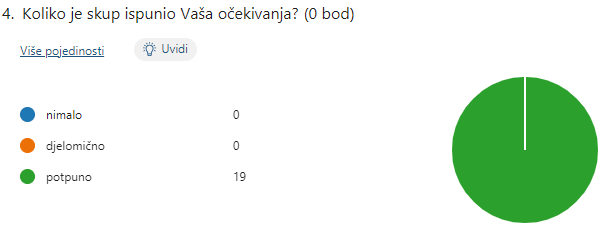 4. Koliko je skup ispunio Vaša očekivanja? (0 bod)
Više pojedinosti
Uvidi
nimalo 0
djelomično 0
potpuno 19